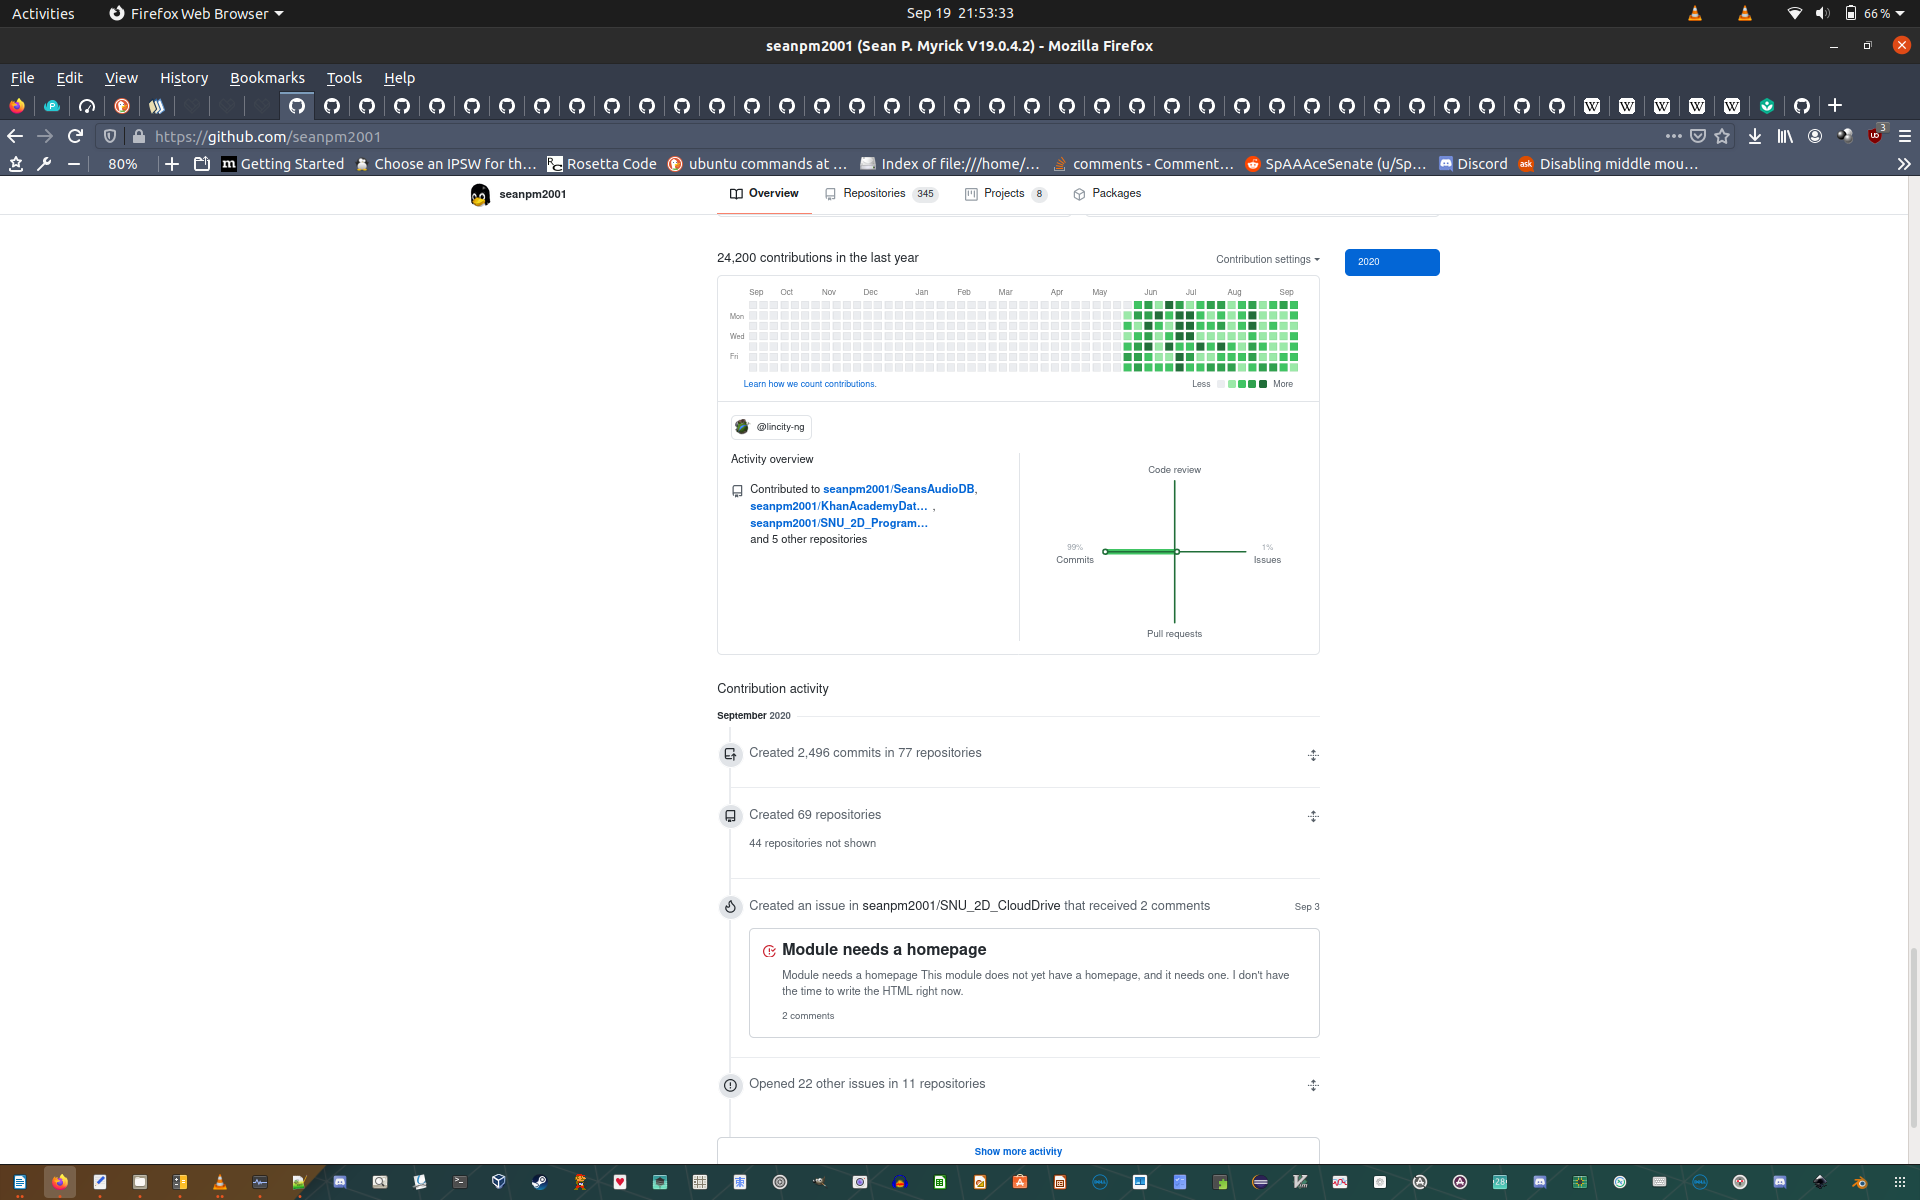 Activities
Firefox Web Browser
Sep 19 21:53:33
66 %
seanpm2001 (Sean P. Myrick V19.0.4.2) - Mozilla Firefox
File Edit View History Bookmarks Tools Help
https://github.com/seanpm2001
3
80%
Getting Started
Choose an IPSW for th…
Rosetta Code
ubuntu commands at …
Index of file:///home/…
comments - Comment…
SpAAAceSenate (u/Sp…
Discord
Disabling middle mou…
seanpm2001
Overview
Repositories 345
Projects 8
Packages
24,200 contributions in the last year
Contribution settings
2020
Sep Oct Nov Dec Jan Feb Mar Apr May Jun Jul Aug Sep
Mon
Wed
Fri
Learn how we count contributions.
Less More
@lincity-ng
Activity overview
Contributed to seanpm2001/SeansAudioDB,
seanpm2001/KhanAcademyDat… ,
seanpm2001/SNU_2D_Program…
and 5 other repositories
Code review
99%
Commits
1%
Issues
Pull requests
Contribution activity
September 2020
Created 2,496 commits in 77 repositories
Created 69 repositories
44 repositories not shown
Created an issue in seanpm2001/SNU_2D_CloudDrive that received 2 comments
Sep 3
Module needs a homepage
Module needs a homepage This module does not yet have a homepage, and it needs one. I don't have
the time to write the HTML right now.
2 comments
Opened 22 other issues in 11 repositories
Show more activity